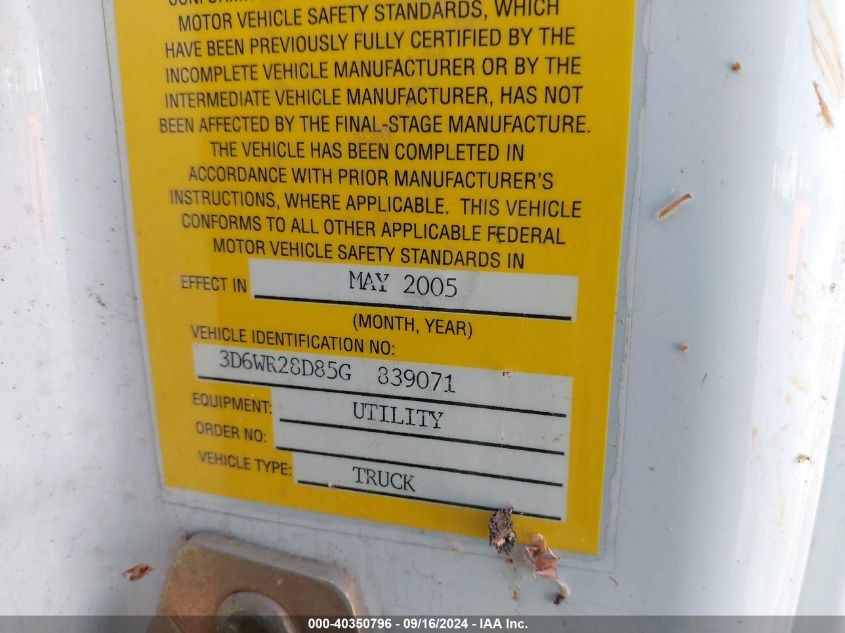 MOTOR VEHICLE SAFETY STANDARDS, WHICH
HAVE BEEN PREVIOUSLY FULLY CERTIFIED BY THE
INCOMPLETE VEHICLE MANUFACTURER OR BY THE
INTERMEDIATE VEHICLE MANUFACTURER, HAS NOT
BEEN AFFECTED BY THE FINAL-STAGE MANUFACTURE.
THE VEHICLE HAS BEEN COMPLETED IN
ACCORDANCE WITH PRIOR MANUFACTURER'S
INSTRUCTIONS, WHERE APPLICABLE. THIS VEHICLE
CONFORMS TO ALL OTHER APPLICABLE FEDERAL
MOTOR VEHICLE SAFETY STANDARDS IN
EFFECT IN MAY 2005
(MONTH, YEAR)
VEHICLE IDENTIFICATION NO:
3D6WR28D85G 839071
EQUIPMENT: UTILITY
ORDER NO:
VEHICLE TYPE: TRUCK
000-40350796 - 09/16/2024 - IAA Inc.